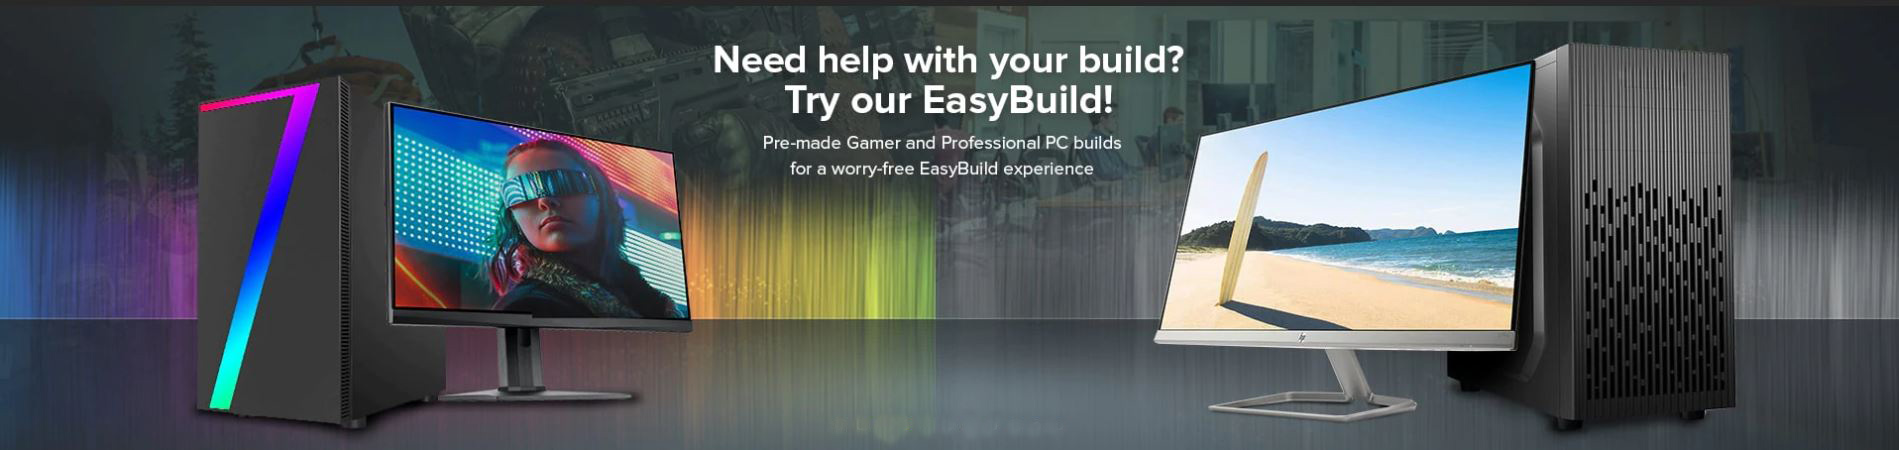 Need help with your build?
Try our EasyBuild!
Pre-made Gamer and Professional PC builds
for a worry-free EasyBuild experience
hp